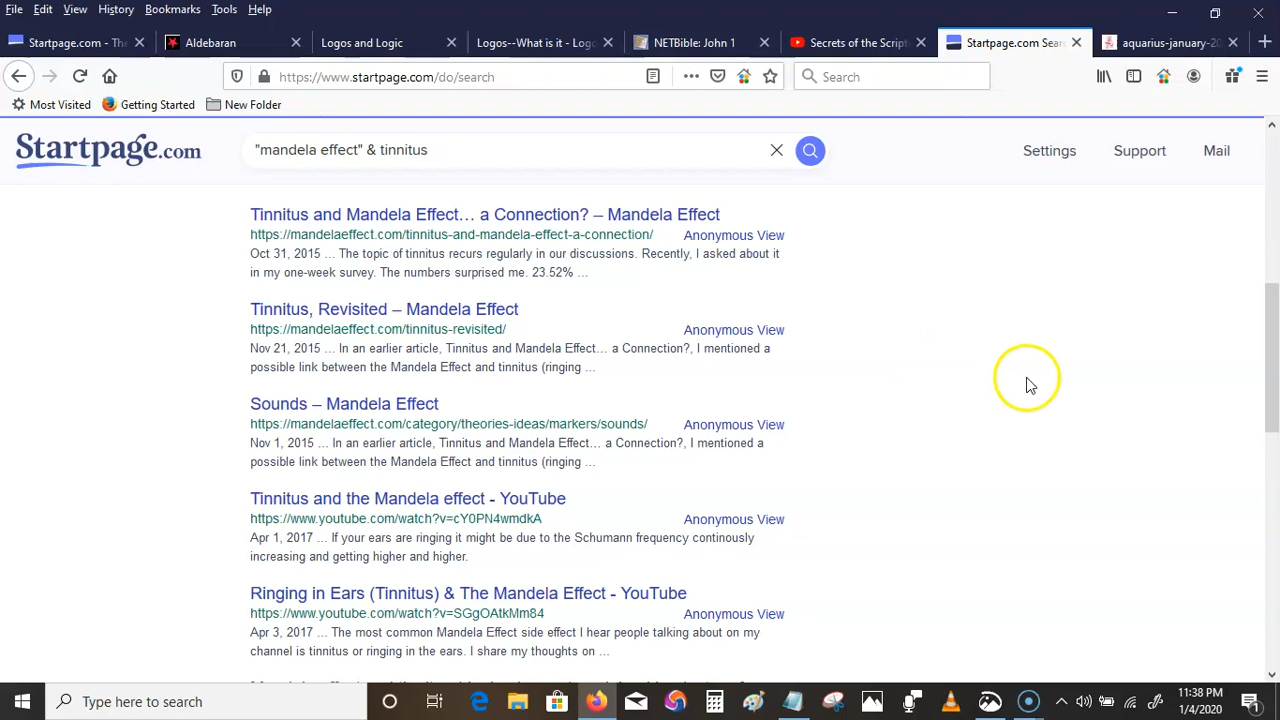 File Edit View History Bookmarks Tools Help
Startpage.com - The
Aldebaran
Logos and Logic
Logos--What is it - Logo
NETBible: John 1
Secrets of the Script
Startpage.com Sear
aquarius-january-20
https://www.startpage.com/do/search
Search
Most Visited
Getting Started
New Folder
Startpage.com
"mandela effect" & tinnitus
Settings
Support
Mail
Tinnitus and Mandela Effect… a Connection? – Mandela Effect
https://mandelaeffect.com/tinnitus-and-mandela-effect-a-connection/ Anonymous View
Oct 31, 2015 ... The topic of tinnitus recurs regularly in our discussions. Recently, I asked about it
in my one-week survey. The numbers surprised me. 23.52% ...
Tinnitus, Revisited – Mandela Effect
https://mandelaeffect.com/tinnitus-revisited/ Anonymous View
Nov 21, 2015 ... In an earlier article, Tinnitus and Mandela Effect… a Connection?, I mentioned a
possible link between the Mandela Effect and tinnitus (ringing ...
Sounds – Mandela Effect
https://mandelaeffect.com/category/theories-ideas/markers/sounds/ Anonymous View
Nov 1, 2015 ... In an earlier article, Tinnitus and Mandela Effect… a Connection?, I mentioned a
possible link between the Mandela Effect and tinnitus (ringing ...
Tinnitus and the Mandela effect - YouTube
https://www.youtube.com/watch?v=cY0PN4wmdkA Anonymous View
Apr 1, 2017 ... If your ears are ringing it might be due to the Schumann frequency continously
increasing and getting higher and higher.
Ringing in Ears (Tinnitus) & The Mandela Effect - YouTube
https://www.youtube.com/watch?v=SGgOAtkMm84 Anonymous View
Apr 3, 2017 ... The most common Mandela Effect side effect I hear people talking about on my
channel is tinnitus or ringing in the ears. I share my thoughts on ...
Type here to search
11:38 PM
1/4/2020
1